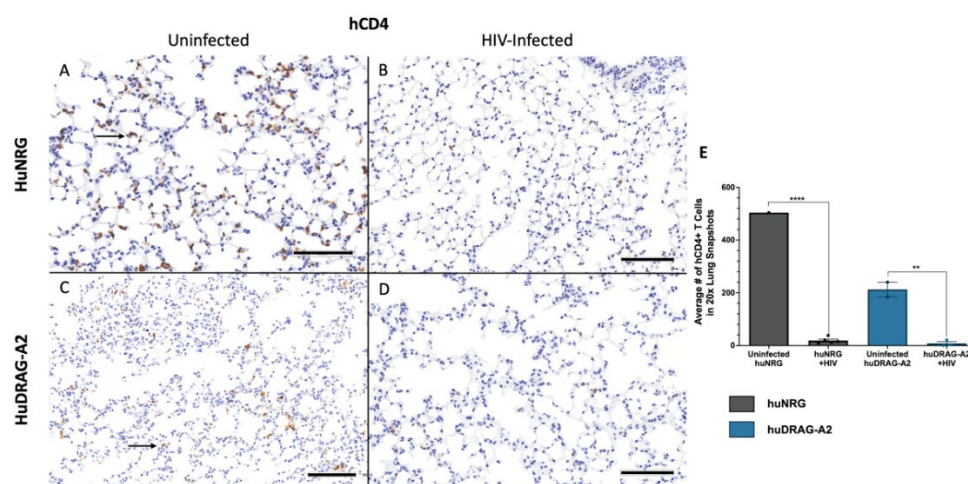 hCD4
Uninfected
HIV-Infected
HuNRG
HuDRAG-A2
A
B
C
D
E
Average # of hCD4+ T Cells
in 20x Lung Snapshots
600
400
200
0
****
**
Uninfected
huNRG
huNRG
+HIV
Uninfected
huDRAG-A2
huDRAG-A2
+HIV
huNRG
huDRAG-A2